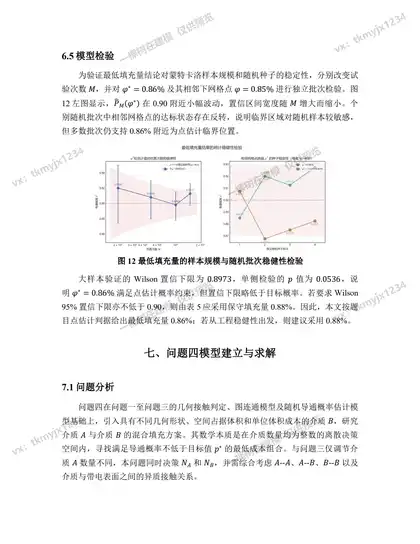 一柳树在建模 仅供预览
vx: tkmyjx1234
6.5 模型检验
为验证最低填充量结论对蒙特卡洛样本规模和随机种子的稳定性，分别改变试
验次数 M，并对 φ* = 0.86% 及其相邻下网格点 φ = 0.85% 进行独立批次检验。图
12 左图显示，P̂_M(φ*) 在 0.90 附近小幅波动，置信区间宽度随 M 增大而缩小。个
别随机批次中相邻网格点的达标状态存在反转，说明临界区域对随机样本较敏感，
但多数批次仍支持 0.86% 附近为点估计临界位置。
图 12 最低填充量的样本规模与随机批次稳健性检验
大样本验证的 Wilson 置信下限为 0.8973，单侧检验的 p 值为 0.0536，说
明 φ* = 0.86% 满足点估计概率约束，但置信下限略低于目标概率。若要求 Wilson
95% 置信下限亦不低于 0.90，则由表 5 应采用保守填充量 0.88%。因此，本文按题
目点估计判据给出最低填充量 0.86%；若从工程稳健性出发，则建议采用 0.88%。
七、问题四模型建立与求解
7.1 问题分析
问题四在问题一至问题三的几何接触判定、图连通模型及随机导通概率估计模
型基础上，引入具有不同几何形状、空间占据体积和单位体积成本的介质 B，研究
介质 A 与介质 B 的混合填充方案。其数学本质是在介质数量均为整数的离散决策
空间内，寻找满足导通概率不低于目标值 p* 的最低成本组合。与问题三仅调节介
质 A 数量不同，本问题同时决策 N_A 和 N_B，并需综合考虑 A--A、A--B、B--B 以及
介质与带电表面之间的异质接触关系。